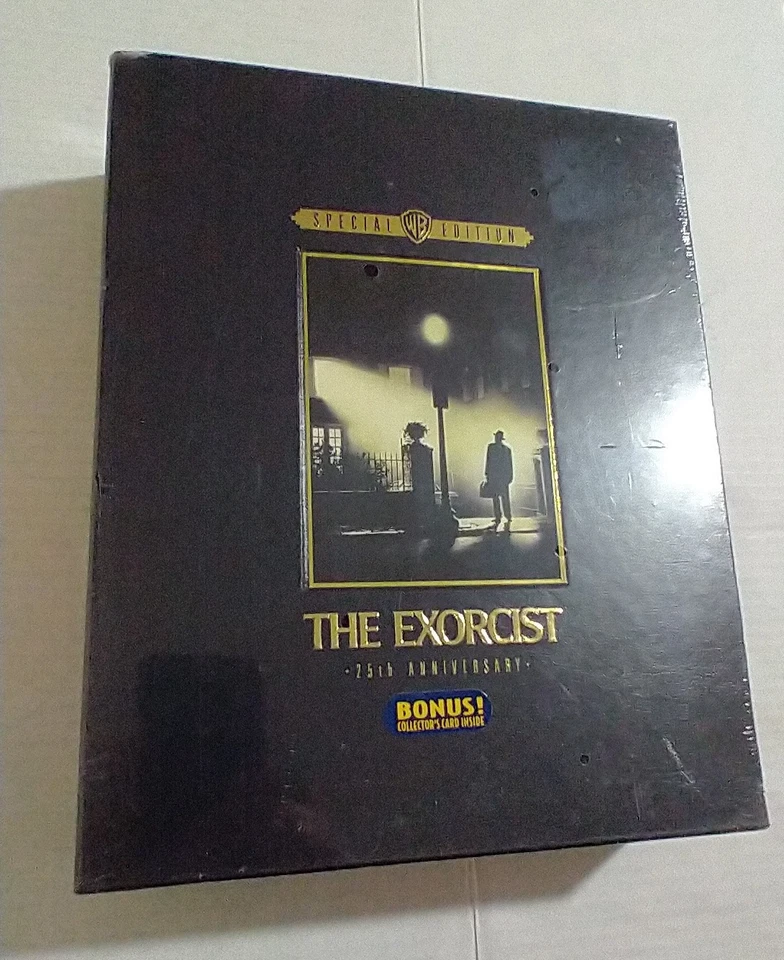 SPECIAL WB EDITION
THE EXORCIST
·25th ANNIVERSARY·
BONUS!
COLLECTOR'S CARD INSIDE